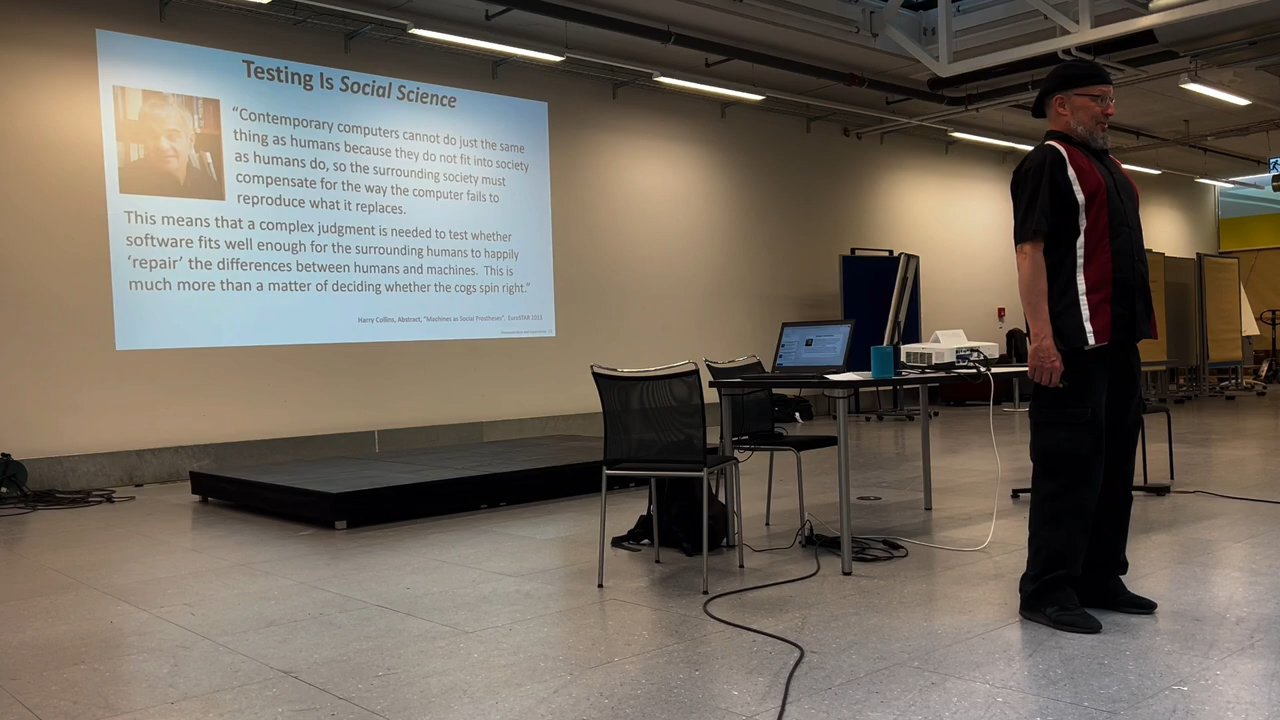 Testing Is Social Science
“Contemporary computers cannot do just the same
thing as humans because they do not fit into society
as humans do, so the surrounding society must
compensate for the way the computer fails to
reproduce what it replaces.
This means that a complex judgment is needed to test whether
software fits well enough for the surrounding humans to happily
‘repair’ the differences between humans and machines.  This is
much more than a matter of deciding whether the cogs spin right.”
Harry Collins, Abstract, “Machines as Social Prostheses”, EuroSTAR 2013